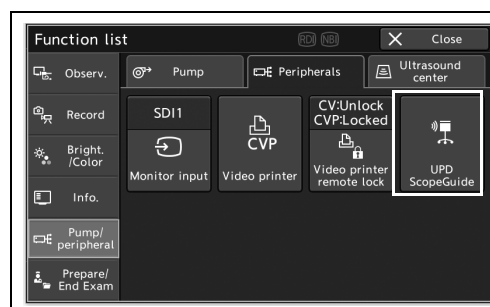 Function list
RDI NBI
Close
Observ.
Record
Bright.
/Color
Info.
Pump/
peripheral
Prepare/
End Exam
Pump
Peripherals
Ultrasound
center
SDI1
Monitor input
CVP
Video printer
CV:Unlock
CVP:Locked
Video printer
remote lock
UPD
ScopeGuide